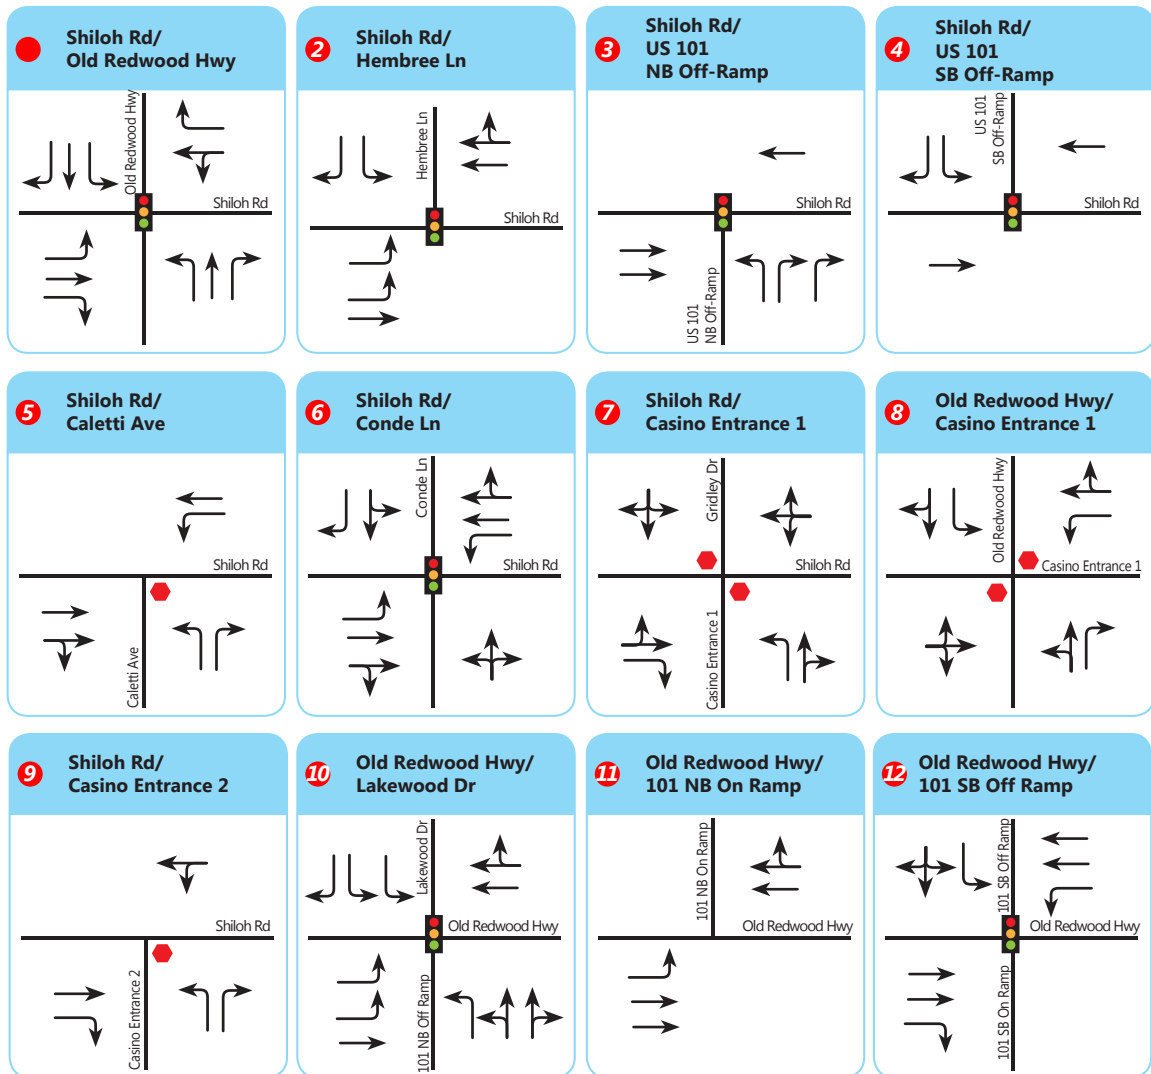 Shiloh Rd/
Old Redwood Hwy
Old Redwood Hwy
Shiloh Rd
2
Shiloh Rd/
Hembree Ln
Hembree Ln
Shiloh Rd
3
Shiloh Rd/
US 101
NB Off-Ramp
Shiloh Rd
US 101
NB Off-Ramp
4
Shiloh Rd/
US 101
SB Off-Ramp
US 101
SB Off-Ramp
Shiloh Rd
5
Shiloh Rd/
Caletti Ave
Shiloh Rd
Caletti Ave
6
Shiloh Rd/
Conde Ln
Conde Ln
Shiloh Rd
7
Shiloh Rd/
Casino Entrance 1
Gridley Dr
Shiloh Rd
Casino Entrance 1
8
Old Redwood Hwy/
Casino Entrance 1
Old Redwood Hwy
Casino Entrance 1
9
Shiloh Rd/
Casino Entrance 2
Shiloh Rd
Casino Entrance 2
10
Old Redwood Hwy/
Lakewood Dr
Lakewood Dr
Old Redwood Hwy
101 NB Off Ramp
11
Old Redwood Hwy/
101 NB On Ramp
101 NB On Ramp
Old Redwood Hwy
12
Old Redwood Hwy/
101 SB Off Ramp
101 SB Off Ramp
Old Redwood Hwy
101 SB On Ramp